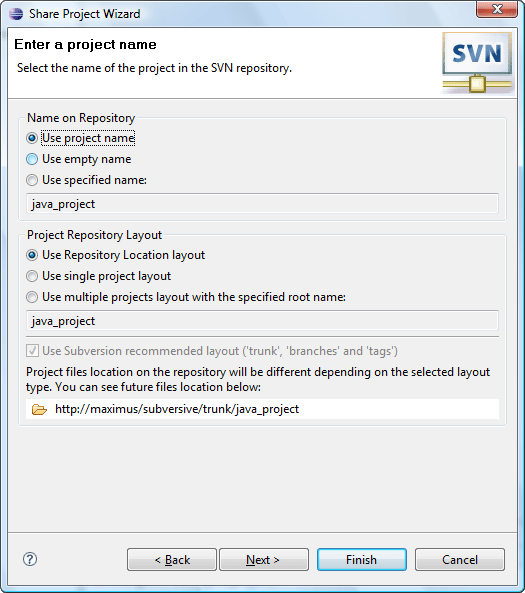 Share Project Wizard
Enter a project name
Select the name of the project in the SVN repository.
SVN
Name on Repository
Use project name
Use empty name
Use specified name:
java_project
Project Repository Layout
Use Repository Location layout
Use single project layout
Use multiple projects layout with the specified root name:
java_project
Use Subversion recommended layout ('trunk', 'branches' and 'tags')
Project files location on the repository will be different depending on the selected layout
type. You can see future files location below:
http://maximus/subversive/trunk/java_project
? < Back Next > Finish Cancel